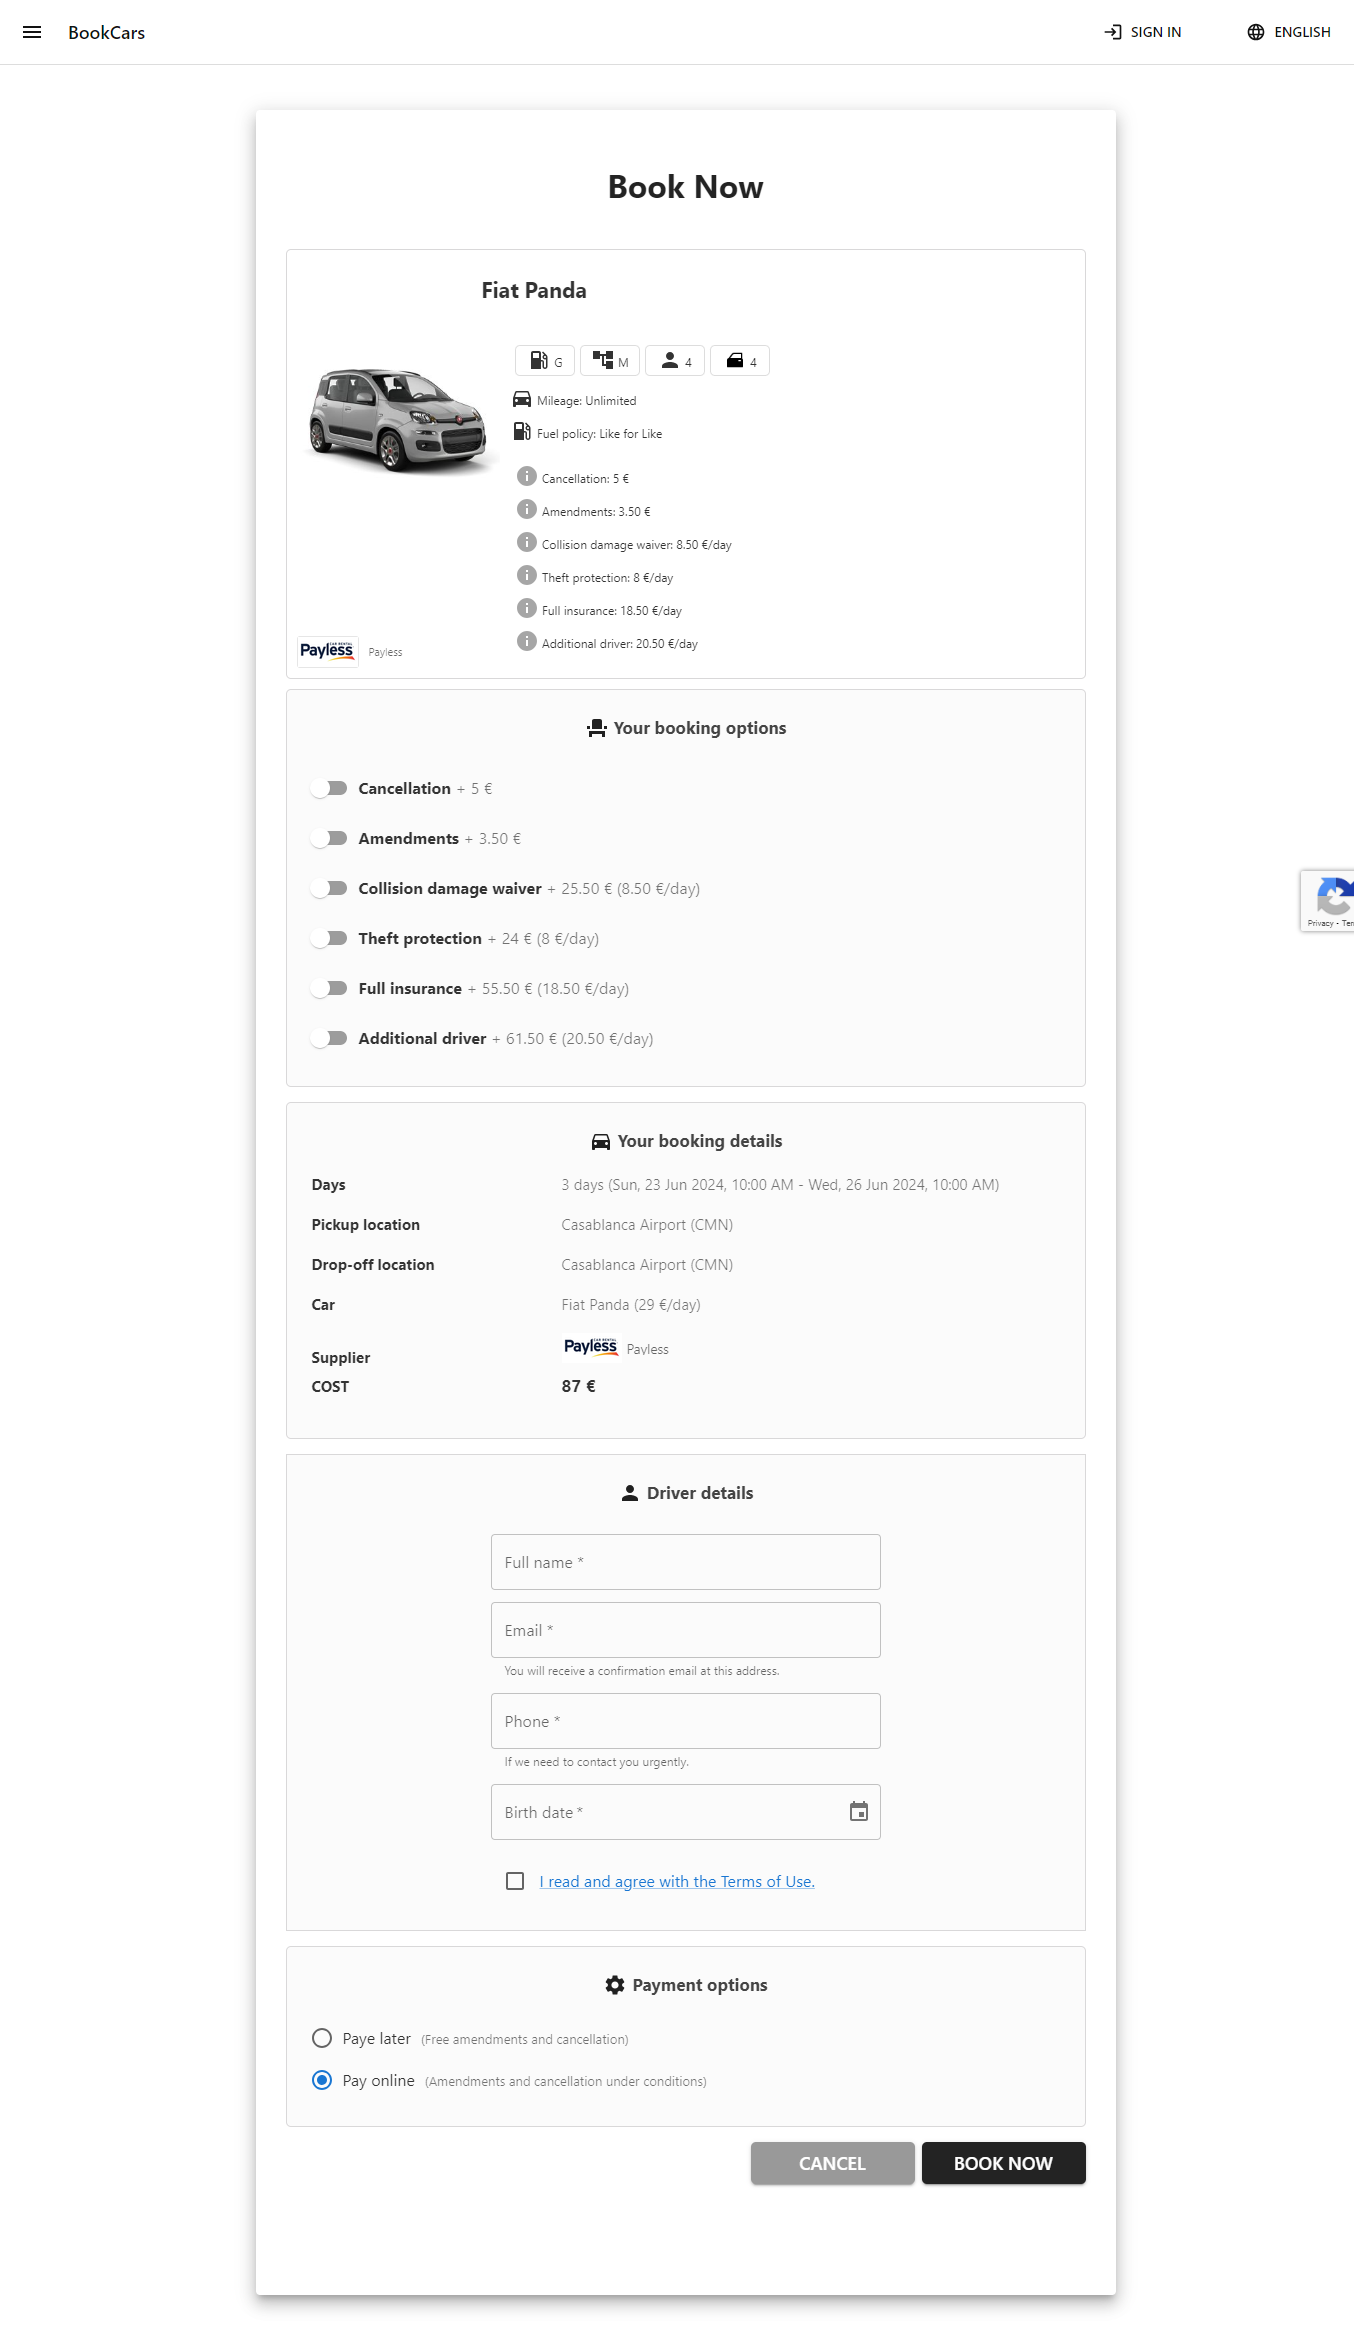 BookCars
SIGN IN
ENGLISH
Book Now
Fiat Panda
G
M
4
4
Mileage: Unlimited
Fuel policy: Like for Like
Cancellation: 5 €
Amendments: 3.50 €
Collision damage waiver: 8.50 €/day
Theft protection: 8 €/day
Full insurance: 18.50 €/day
Additional driver: 20.50 €/day
CAR RENTAL
Payless
Payless
Your booking options
Cancellation + 5 €
Amendments + 3.50 €
Collision damage waiver + 25.50 € (8.50 €/day)
Theft protection + 24 € (8 €/day)
Full insurance + 55.50 € (18.50 €/day)
Additional driver + 61.50 € (20.50 €/day)
Privacy - Ter
Your booking details
Days 3 days (Sun, 23 Jun 2024, 10:00 AM - Wed, 26 Jun 2024, 10:00 AM)
Pickup location Casablanca Airport (CMN)
Drop-off location Casablanca Airport (CMN)
Car Fiat Panda (29 €/day)
CAR RENTAL
Supplier Payless Payless
COST 87 €
Driver details
Full name *
Email *
You will receive a confirmation email at this address.
Phone *
If we need to contact you urgently.
Birth date *
I read and agree with the Terms of Use.
Payment options
Paye later (Free amendments and cancellation)
Pay online (Amendments and cancellation under conditions)
CANCEL
BOOK NOW